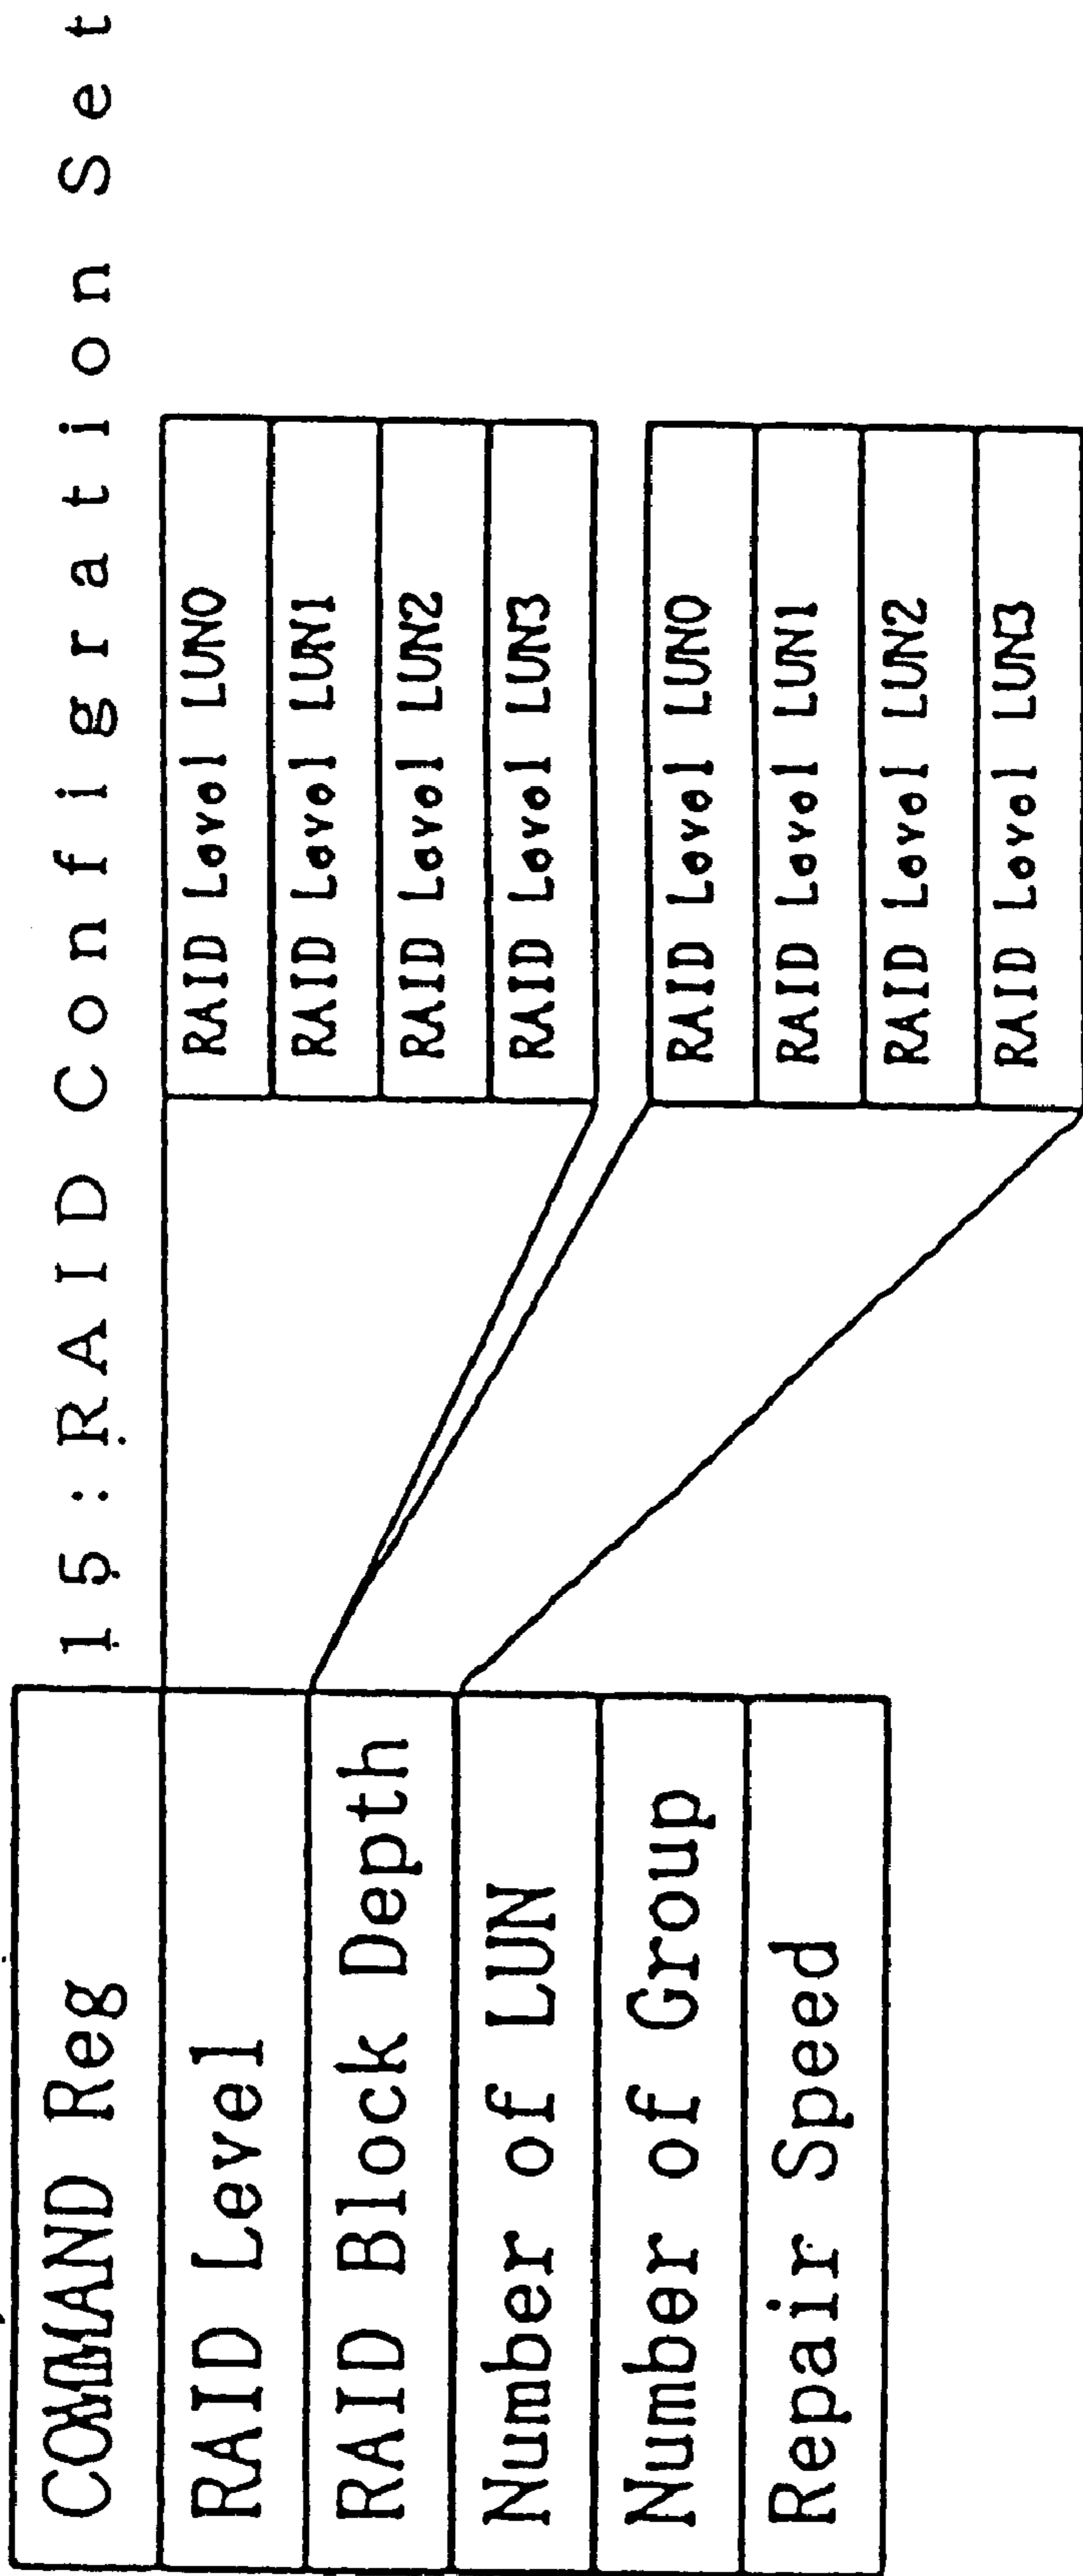 COMMAND Reg
15:RAID Configration Set
RAID Level
RAID Block Depth
Number of LUN
Number of Group
Repair Speed
RAID Level LUN0
RAID Level LUN1
RAID Level LUN2
RAID Level LUN3
RAID Level LUN0
RAID Level LUN1
RAID Level LUN2
RAID Level LUN3